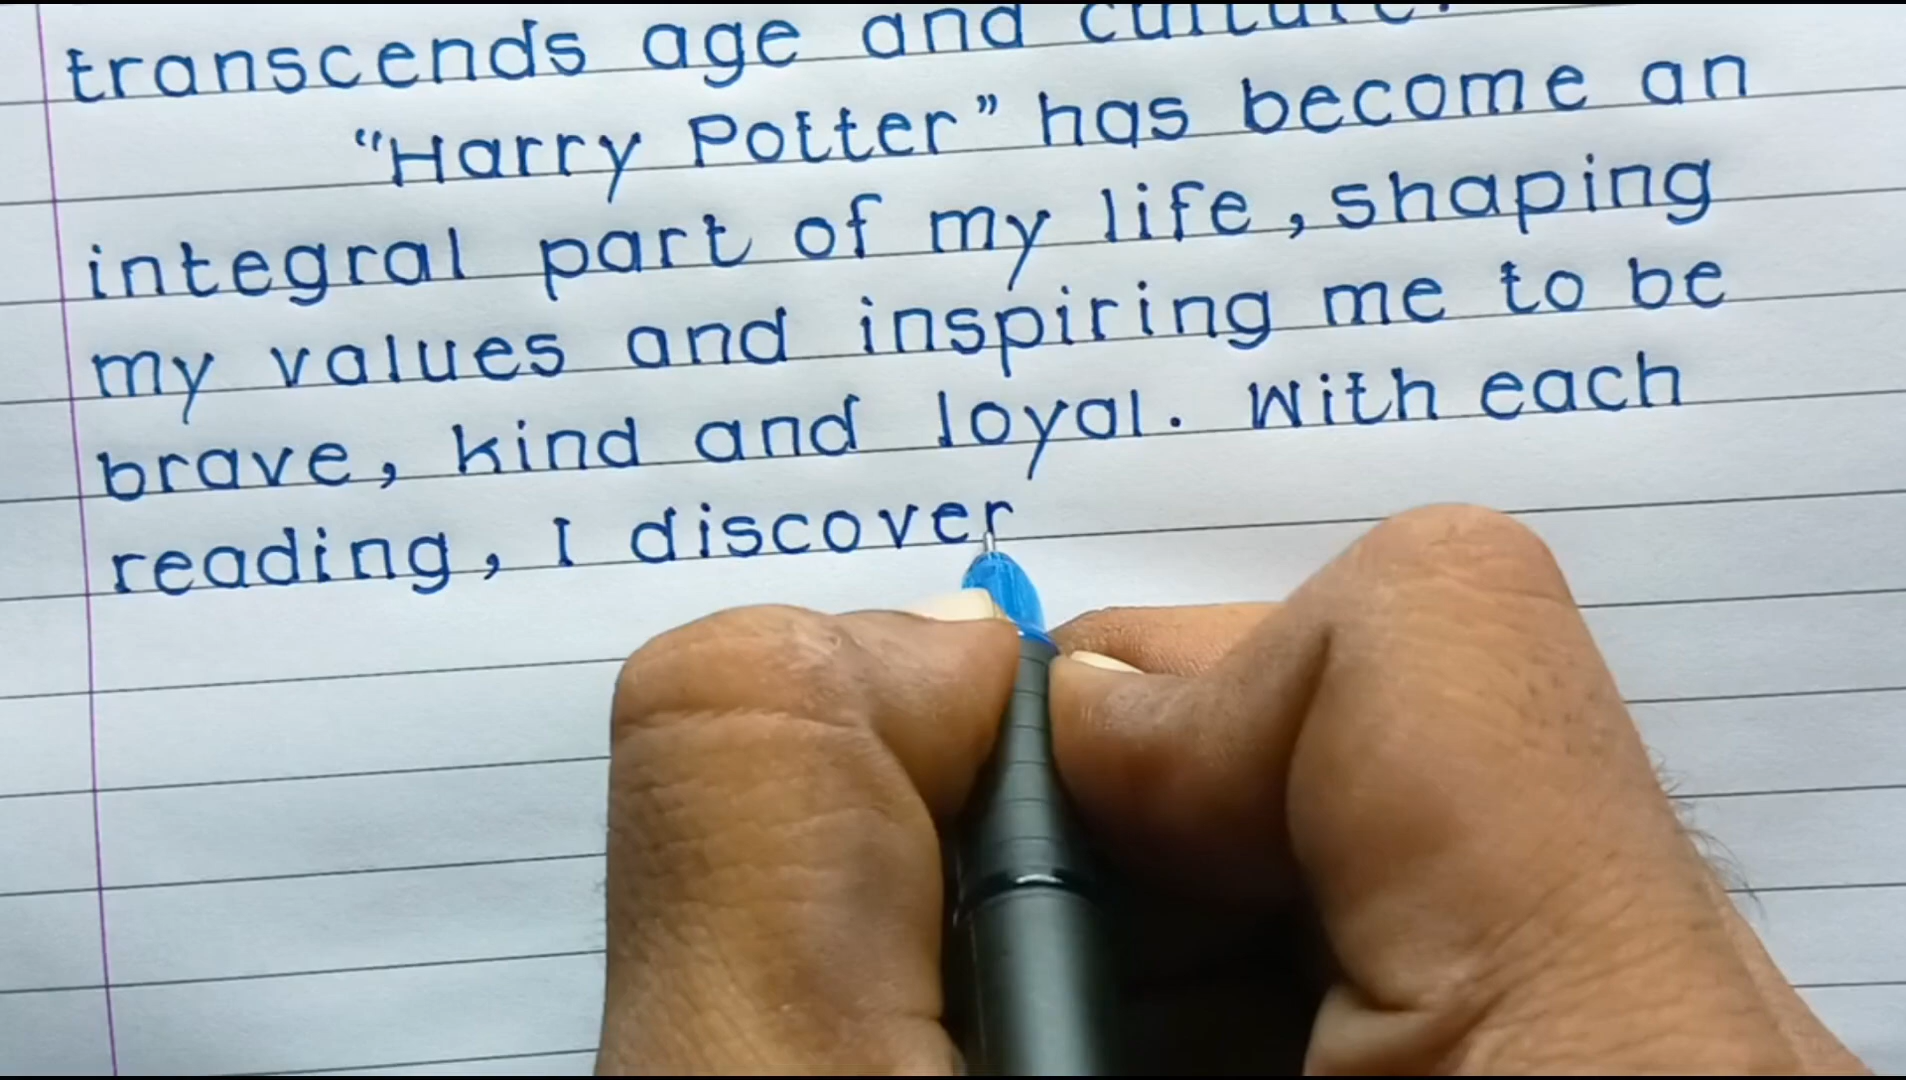 transcends age and culture.
“Harry Potter” has become an
integral part of my life, shaping
my values and inspiring me to be
brave, kind and loyal. With each
reading, I discover